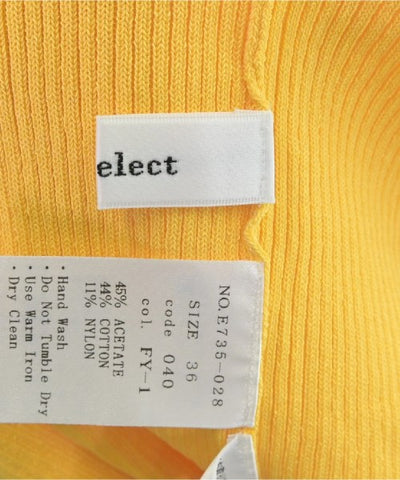 elect
NO.E735-028
SIZE 36
code 040
col. FY-1
45% ACETATE
44% COTTON
11% NYLON
・Hand Wash
・Do Not Tumble Dry
・Use Warm Iron
・Dry Clean